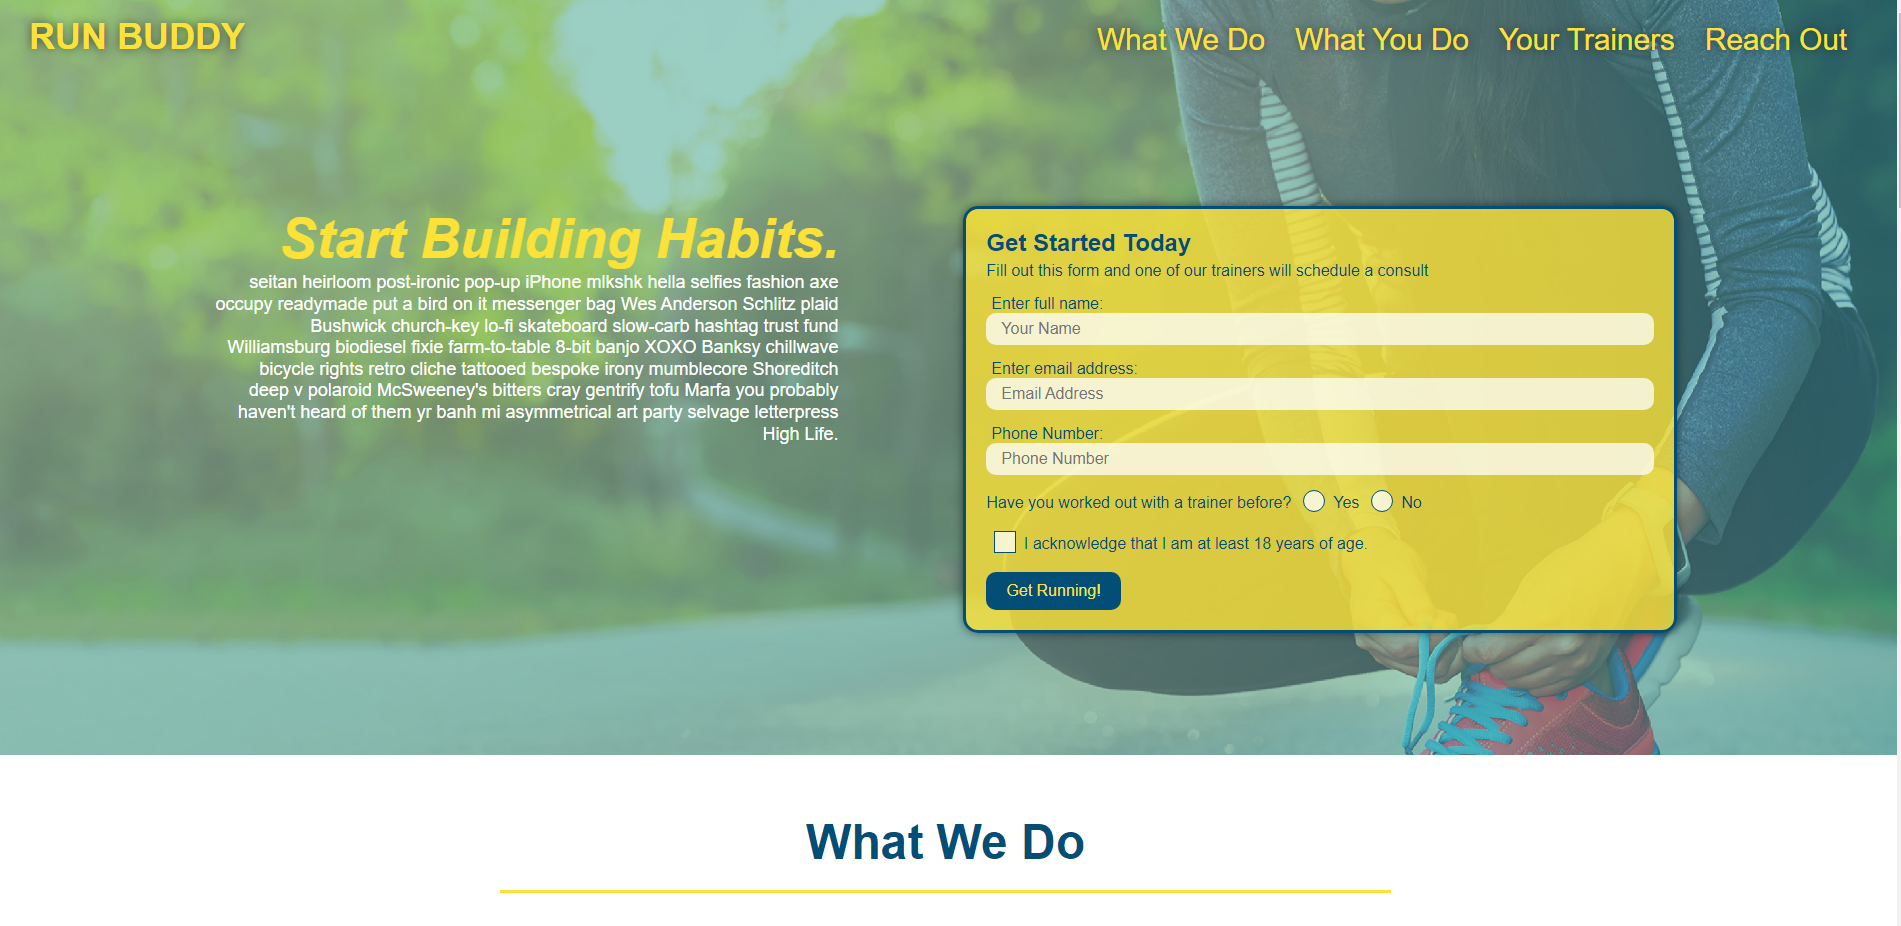 RUN BUDDY
What We Do
What You Do
Your Trainers
Reach Out
Start Building Habits.
seitan heirloom post-ironic pop-up iPhone mlkshk hella selfies fashion axe
occupy readymade put a bird on it messenger bag Wes Anderson Schlitz plaid
Bushwick church-key lo-fi skateboard slow-carb hashtag trust fund
Williamsburg biodiesel fixie farm-to-table 8-bit banjo XOXO Banksy chillwave
bicycle rights retro cliche tattooed bespoke irony mumblecore Shoreditch
deep v polaroid McSweeney's bitters cray gentrify tofu Marfa you probably
haven't heard of them yr banh mi asymmetrical art party selvage letterpress
High Life.
Get Started Today
Fill out this form and one of our trainers will schedule a consult
Enter full name:
Your Name
Enter email address:
Email Address
Phone Number:
Phone Number
Have you worked out with a trainer before? Yes No
I acknowledge that I am at least 18 years of age.
Get Running!
What We Do